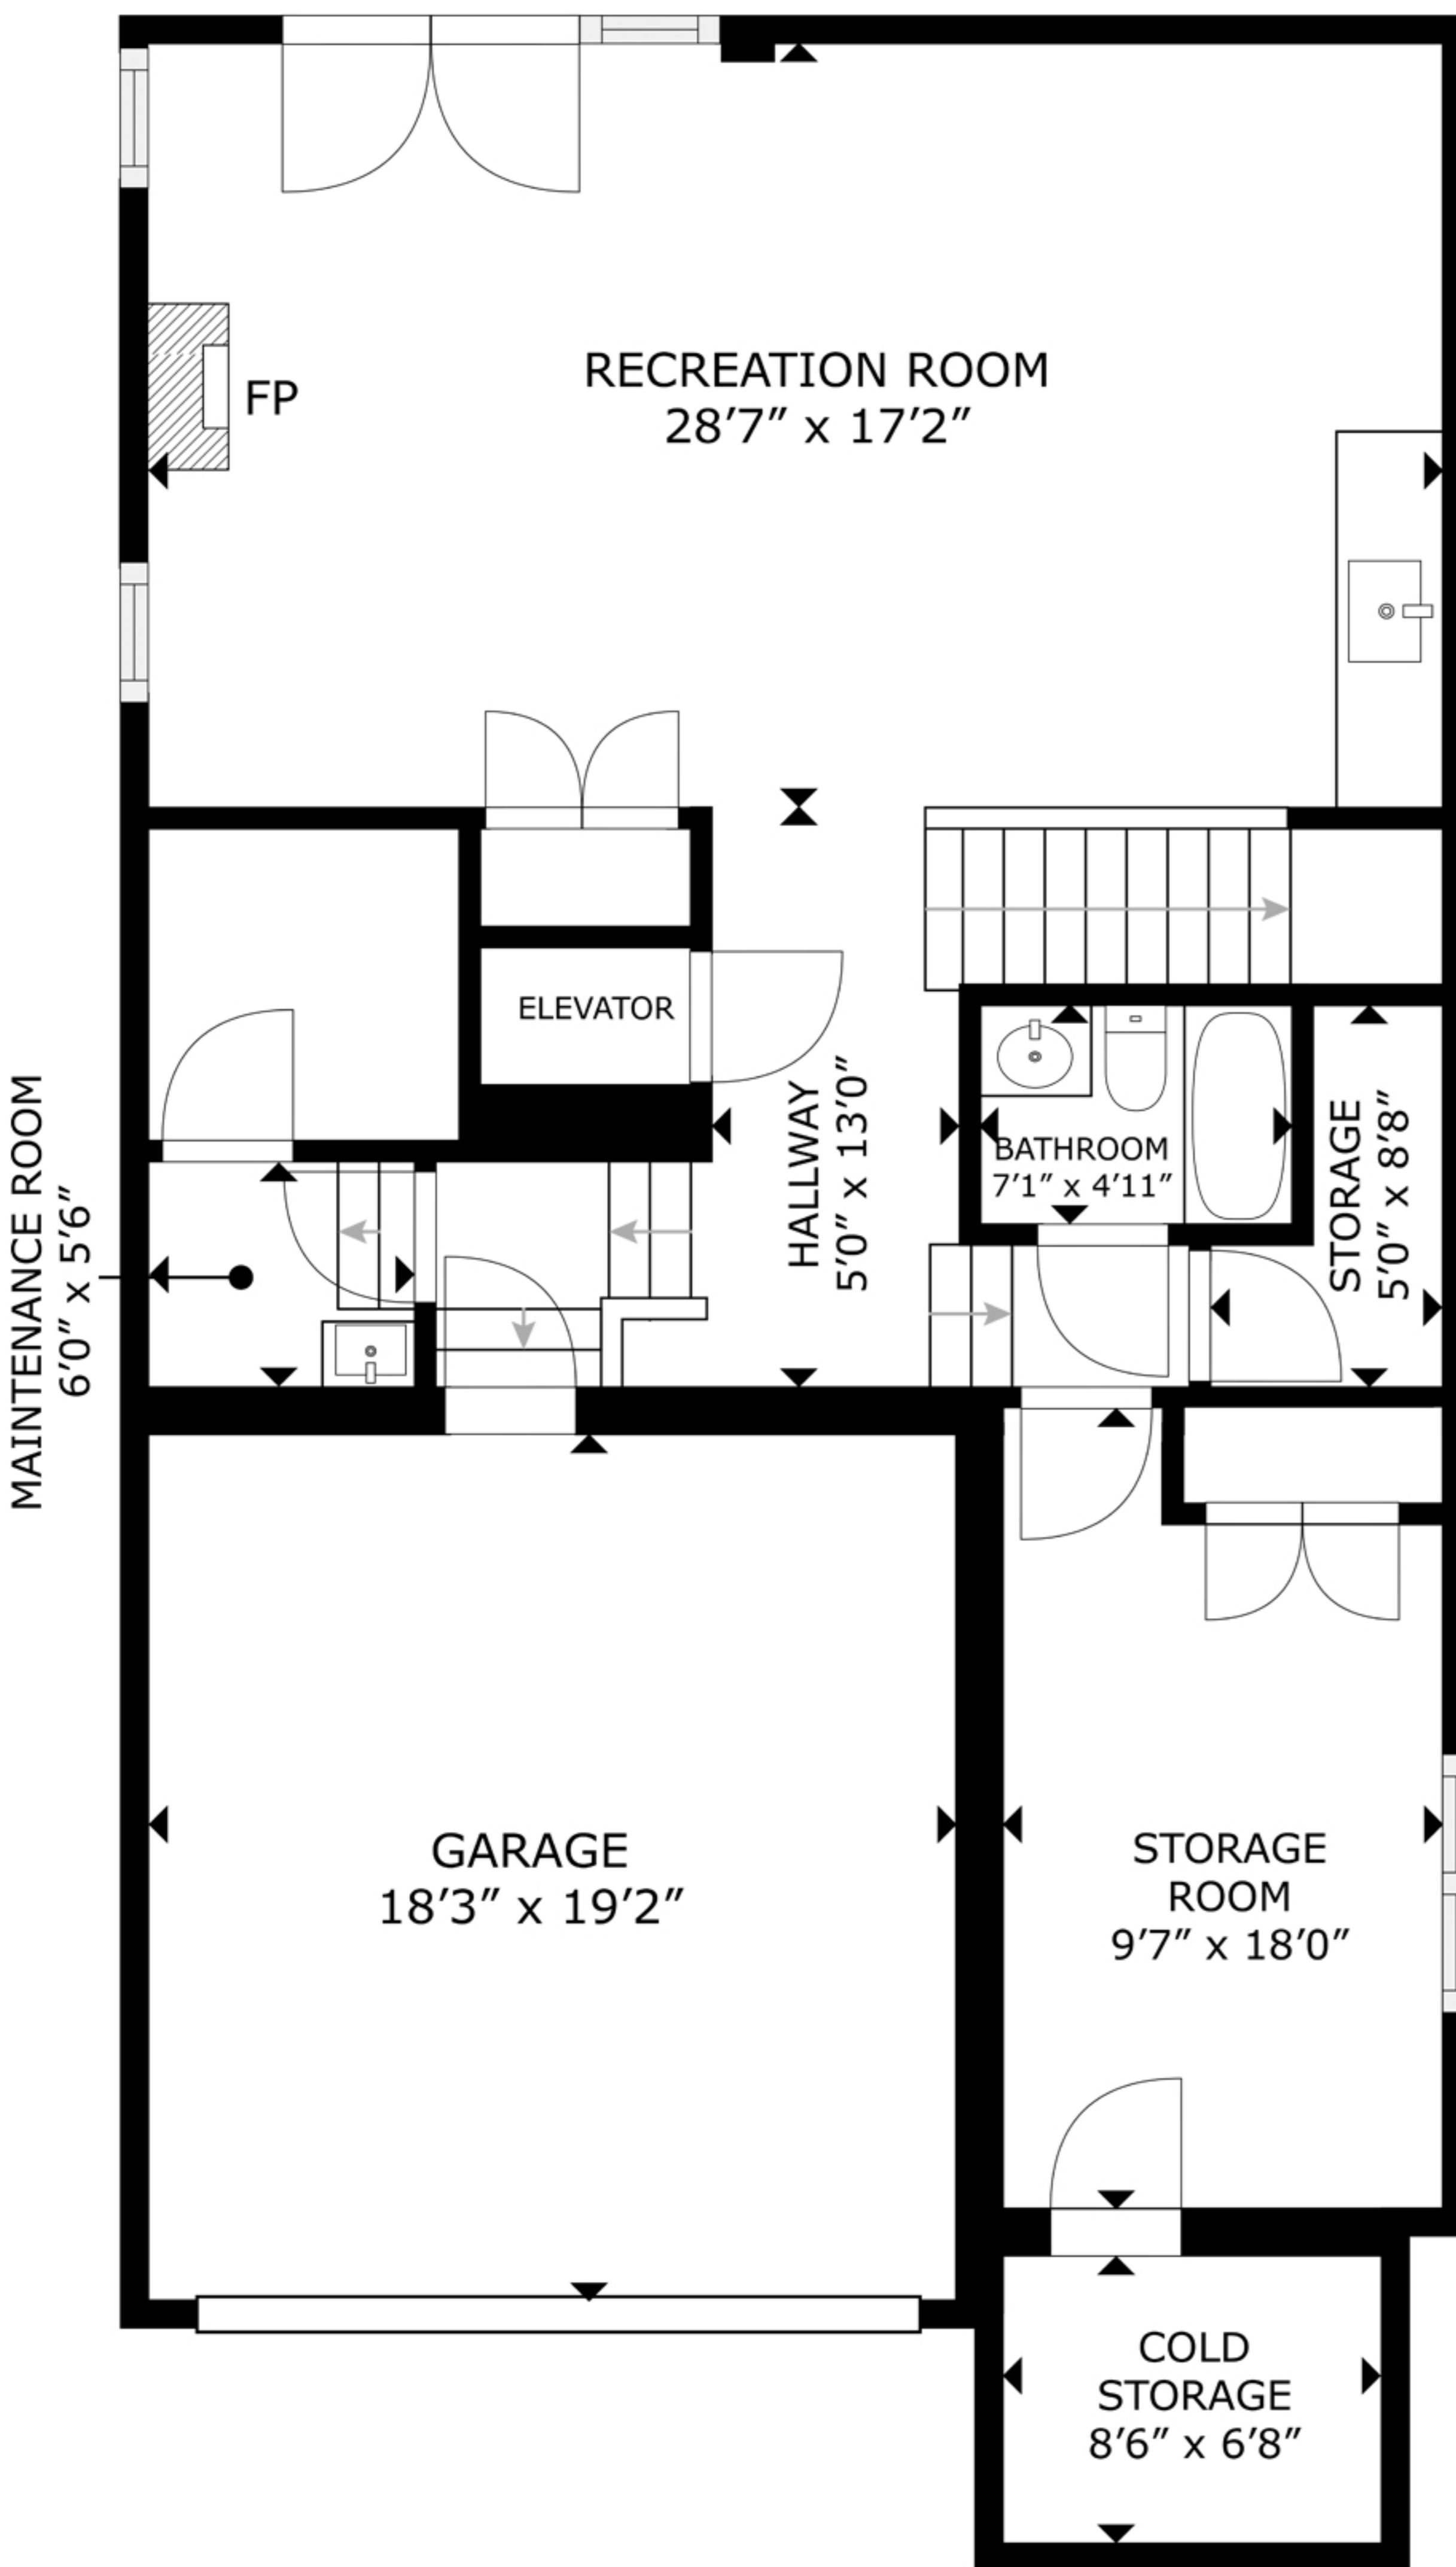 FP
RECREATION ROOM
28’7” x 17’2”
ELEVATOR
HALLWAY
5’0” x 13’0”
BATHROOM
7’1” x 4’11”
STORAGE
5’0” x 8’8”
MAINTENANCE ROOM
6’0” x 5’6”
GARAGE
18’3” x 19’2”
STORAGE
ROOM
9’7” x 18’0”
COLD
STORAGE
8’6” x 6’8”